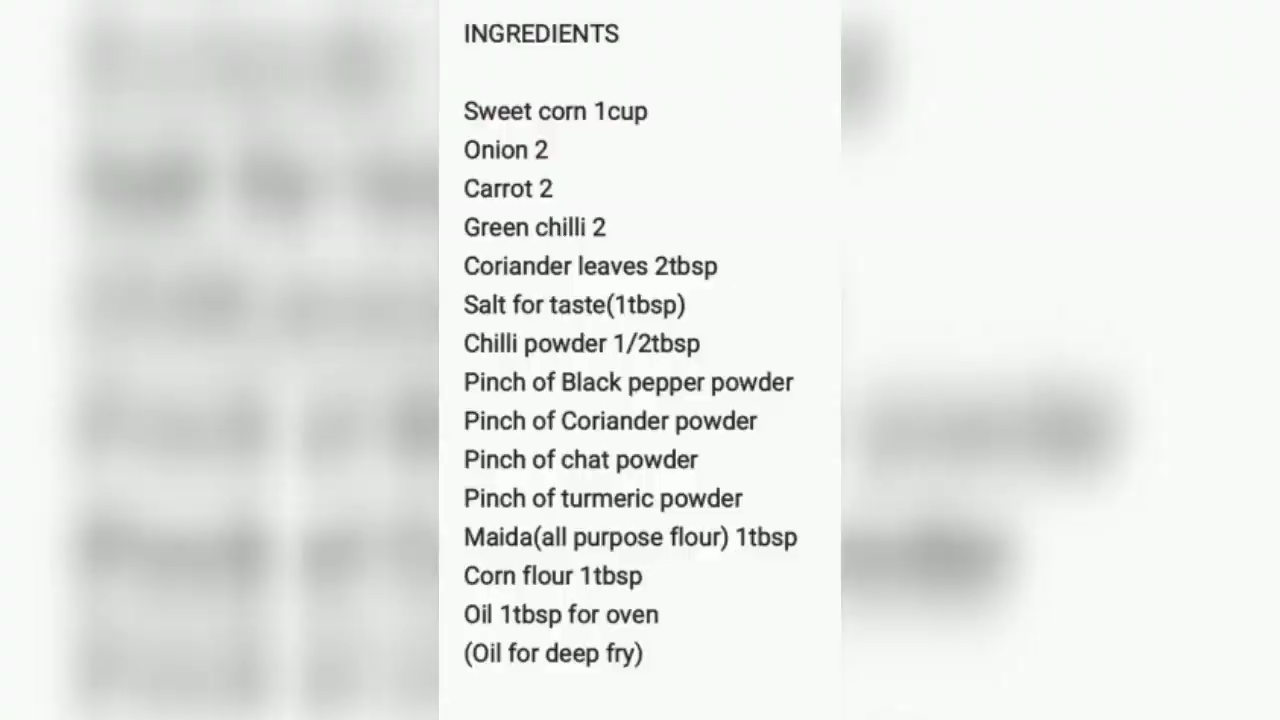 INGREDIENTS
Sweet corn 1cup
Onion 2
Carrot 2
Green chilli 2
Coriander leaves 2tbsp
Salt for taste(1tbsp)
Chilli powder 1/2tbsp
Pinch of Black pepper powder
Pinch of Coriander powder
Pinch of chat powder
Pinch of turmeric powder
Maida(all purpose flour) 1tbsp
Corn flour 1tbsp
Oil 1tbsp for oven
(Oil for deep fry)